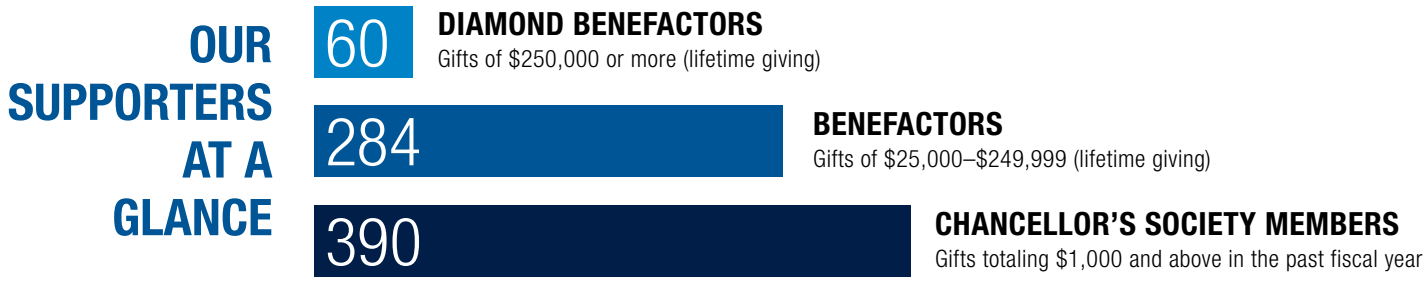 OUR
SUPPORTERS
AT A
GLANCE
60
DIAMOND BENEFACTORS
Gifts of $250,000 or more (lifetime giving)
284
BENEFACTORS
Gifts of $25,000–$249,999 (lifetime giving)
390
CHANCELLOR’S SOCIETY MEMBERS
Gifts totaling $1,000 and above in the past fiscal year